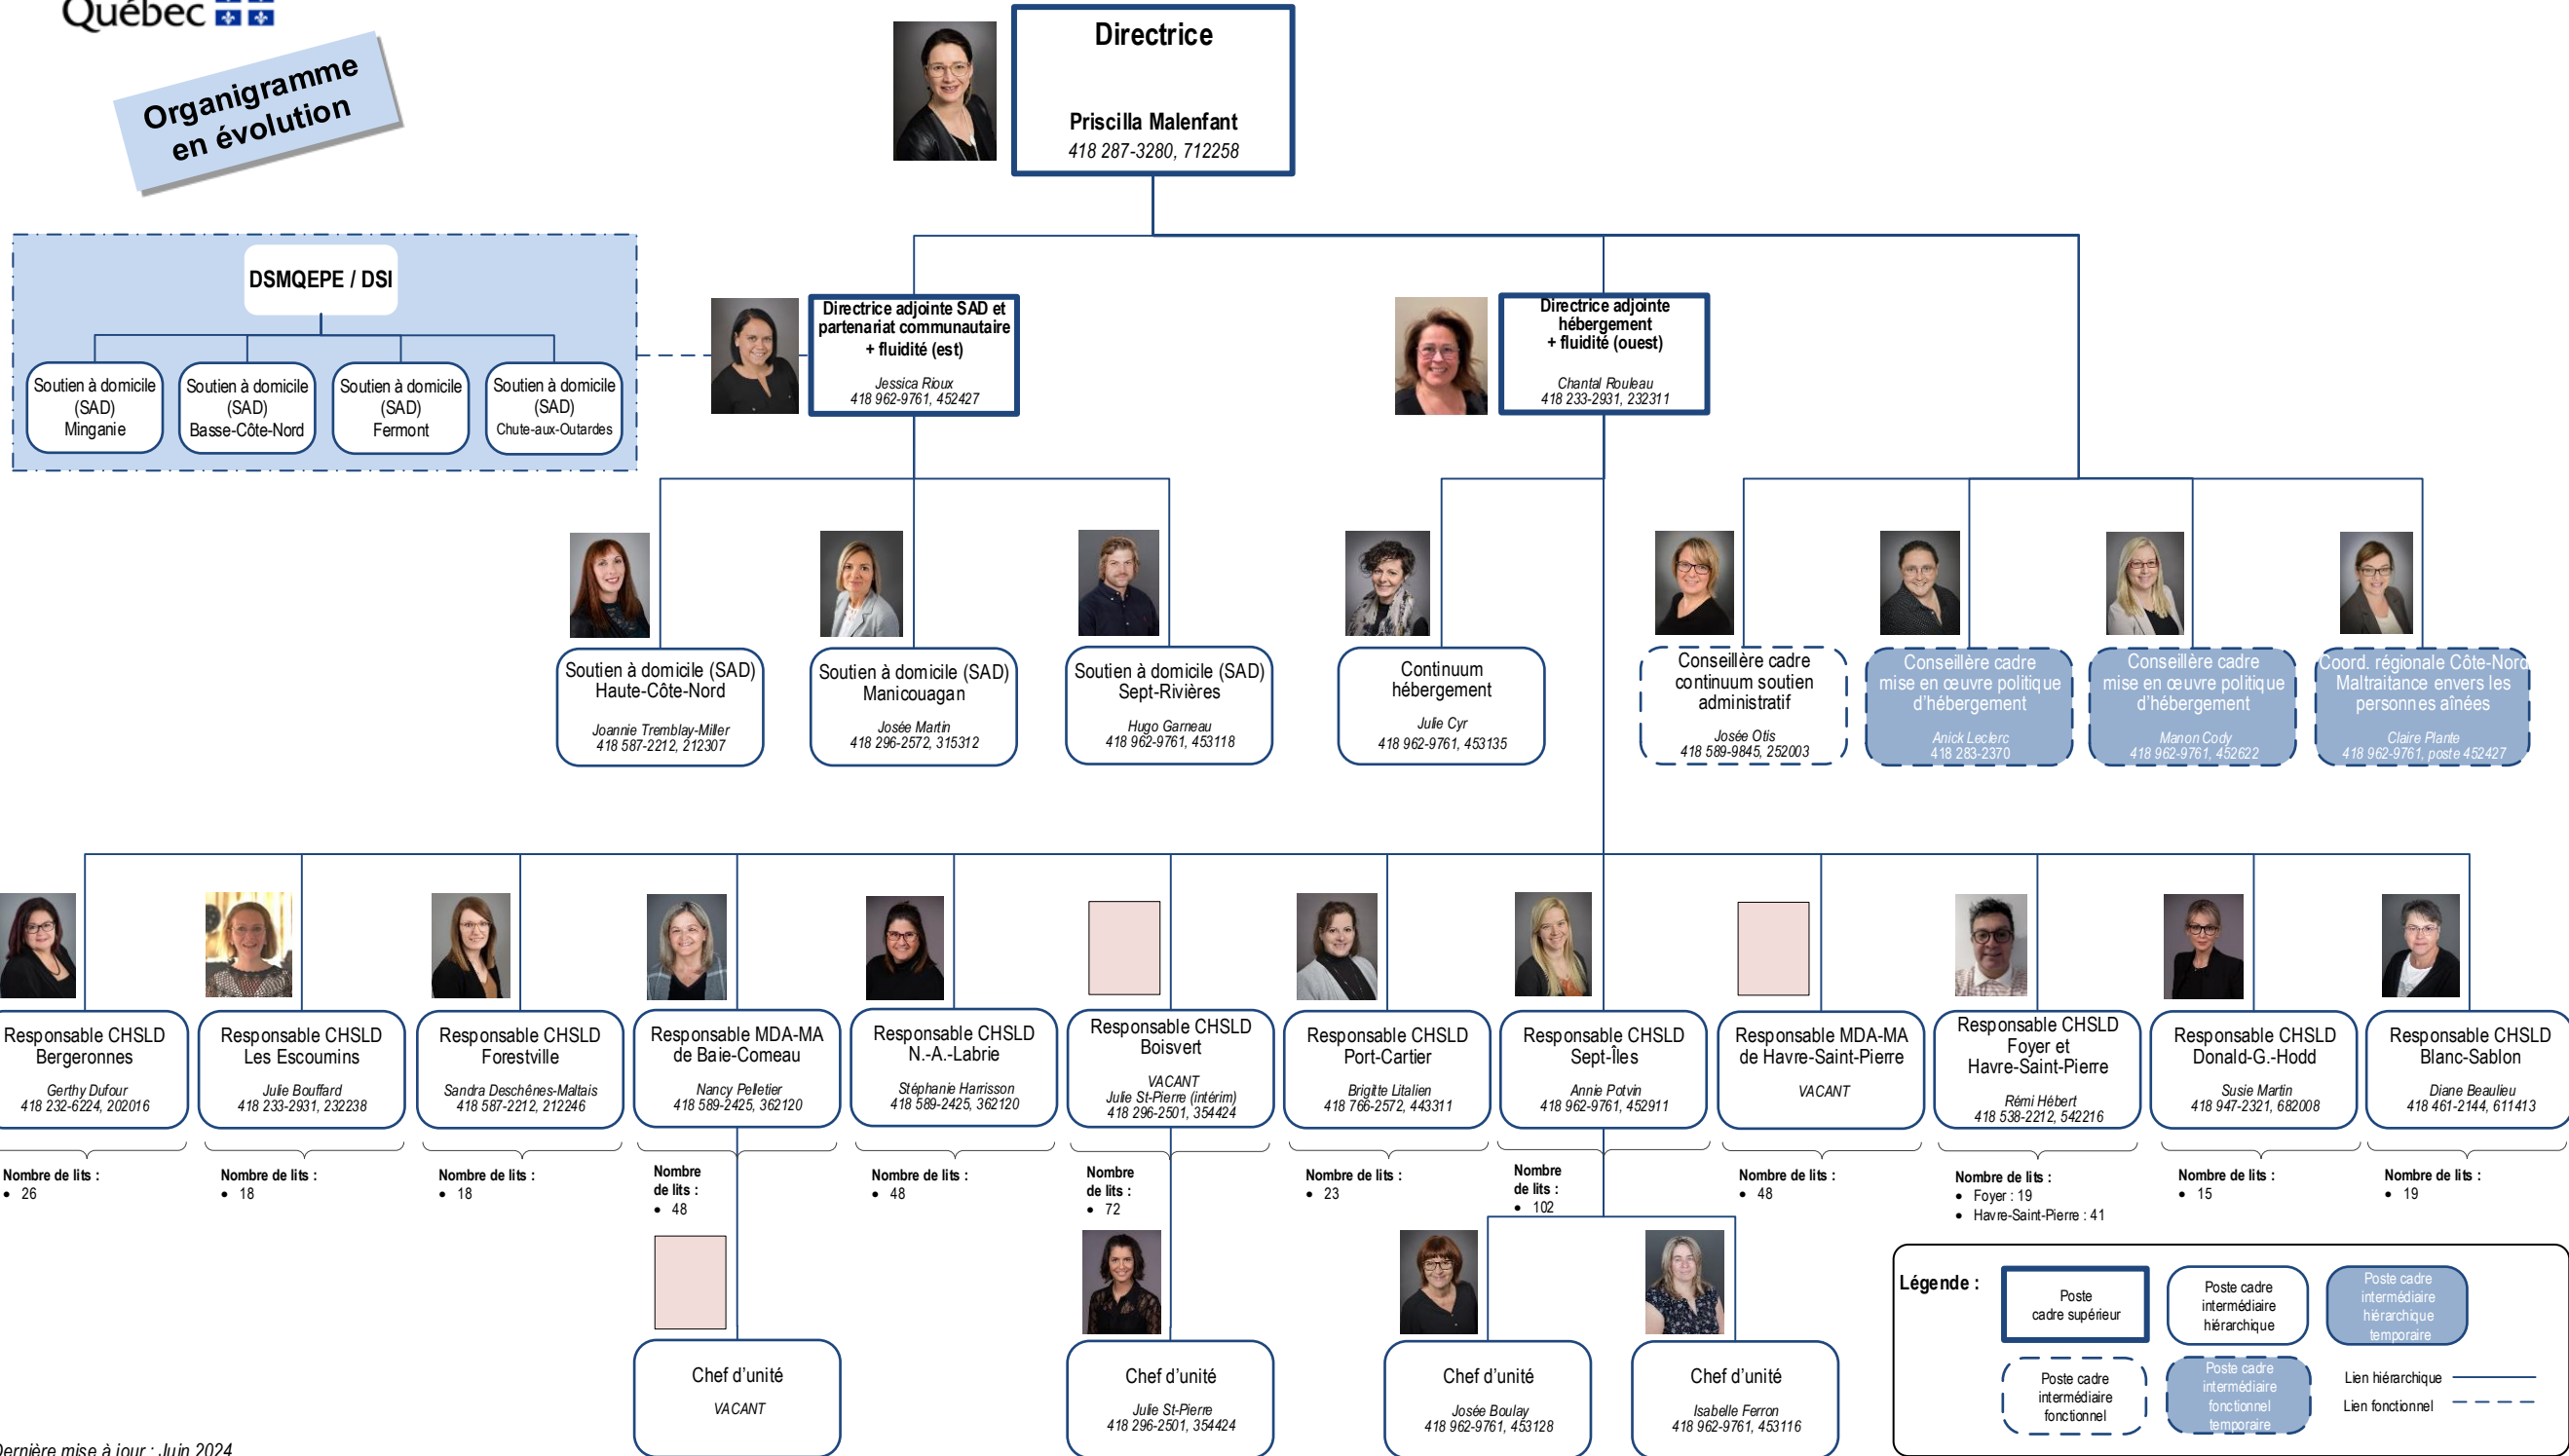 Québec
Organigramme
en évolution
Directrice
Priscilla Malenfant
418 287-3280, 712258
DSMQEPE / DSI
Soutien à domicile
(SAD)
Minganie
Soutien à domicile
(SAD)
Basse-Côte-Nord
Soutien à domicile
(SAD)
Fermont
Soutien à domicile
(SAD)
Chute-aux-Outardes
Directrice adjointe SAD et
partenariat communautaire
+ fluidité (est)
Jessica Rioux
418 962-9761, 452427
Directrice adjointe
hébergement
+ fluidité (ouest)
Chantal Rouleau
418 233-2931, 232311
Soutien à domicile (SAD)
Haute-Côte-Nord
Joannie Tremblay-Miller
418 587-2212, 212307
Soutien à domicile (SAD)
Manicouagan
Josée Martin
418 296-2572, 315312
Soutien à domicile (SAD)
Sept-Rivières
Hugo Garneau
418 962-9761, 453118
Continuum
hébergement
Julie Cyr
418 962-9761, 453135
Conseillère cadre
continuum soutien
administratif
Josée Otis
418 589-9845, 252003
Conseillère cadre
mise en œuvre politique
d'hébergement
Anick Leclerc
418 283-2370
Conseillère cadre
mise en œuvre politique
d'hébergement
Manon Cody
418 962-9761, 452622
Coord. régionale Côte-Nord
Maltraitance envers les
personnes aînées
Claire Plante
418 962-9761, poste 452427
Responsable CHSLD
Bergeronnes
Gerthy Dufour
418 232-6224, 202016
Responsable CHSLD
Les Escoumins
Julie Bouffard
418 233-2931, 232238
Responsable CHSLD
Forestville
Sandra Deschênes-Maltais
418 587-2212, 212246
Responsable MDA-MA
de Baie-Comeau
Nancy Pelletier
418 589-2425, 362120
Responsable CHSLD
N.-A.-Labrie
Stéphanie Harrisson
418 589-2425, 362120
Responsable CHSLD
Boisvert
VACANT
Julie St-Pierre (intérim)
418 296-2501, 354424
Responsable CHSLD
Port-Cartier
Brigitte Litalien
418 766-2572, 443311
Responsable CHSLD
Sept-Îles
Annie Potvin
418 962-9761, 452911
Responsable MDA-MA
de Havre-Saint-Pierre
VACANT
Responsable CHSLD
Foyer et
Havre-Saint-Pierre
Rémi Hébert
418 538-2212, 542216
Responsable CHSLD
Donald-G.-Hodd
Susie Martin
418 947-2321, 682008
Responsable CHSLD
Blanc-Sablon
Diane Beaulieu
418 461-2144, 611413
Nombre de lits :
• 26
Nombre de lits :
• 18
Nombre de lits :
• 18
Nombre
de lits :
• 48
Nombre de lits :
• 48
Nombre
de lits :
• 72
Nombre de lits :
• 23
Nombre
de lits :
• 102
Nombre de lits :
• 48
Nombre de lits :
• Foyer : 19
• Havre-Saint-Pierre : 41
Nombre de lits :
• 15
Nombre de lits :
• 19
Chef d'unité
VACANT
Chef d'unité
Julie St-Pierre
418 296-2501, 354424
Chef d'unité
Josée Boulay
418 962-9761, 453128
Chef d'unité
Isabelle Ferron
418 962-9761, 453116
Légende :
Poste
cadre supérieur
Poste cadre
intermédiaire
hiérarchique
Poste cadre
intermédiaire
hiérarchique
temporaire
Poste cadre
intermédiaire
fonctionnel
Poste cadre
intermédiaire
fonctionnel
temporaire
Lien hiérarchique
Lien fonctionnel
Dernière mise à jour : Juin 2024